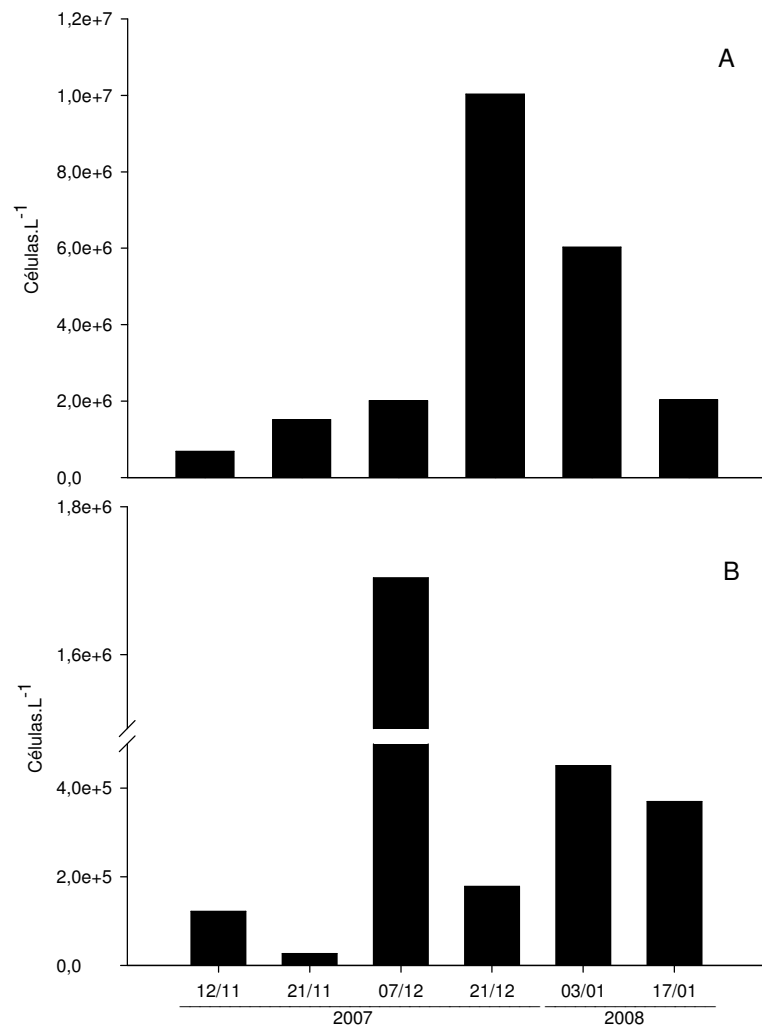 1,2e+7
A
1,0e+7
8,0e+6
6,0e+6
4,0e+6
2,0e+6
0,0
Células.L-1
1,8e+6
B
1,6e+6
4,0e+5
2,0e+5
0,0
Células.L-1
12/11 21/11 07/12 21/12 03/01 17/01
2007 2008